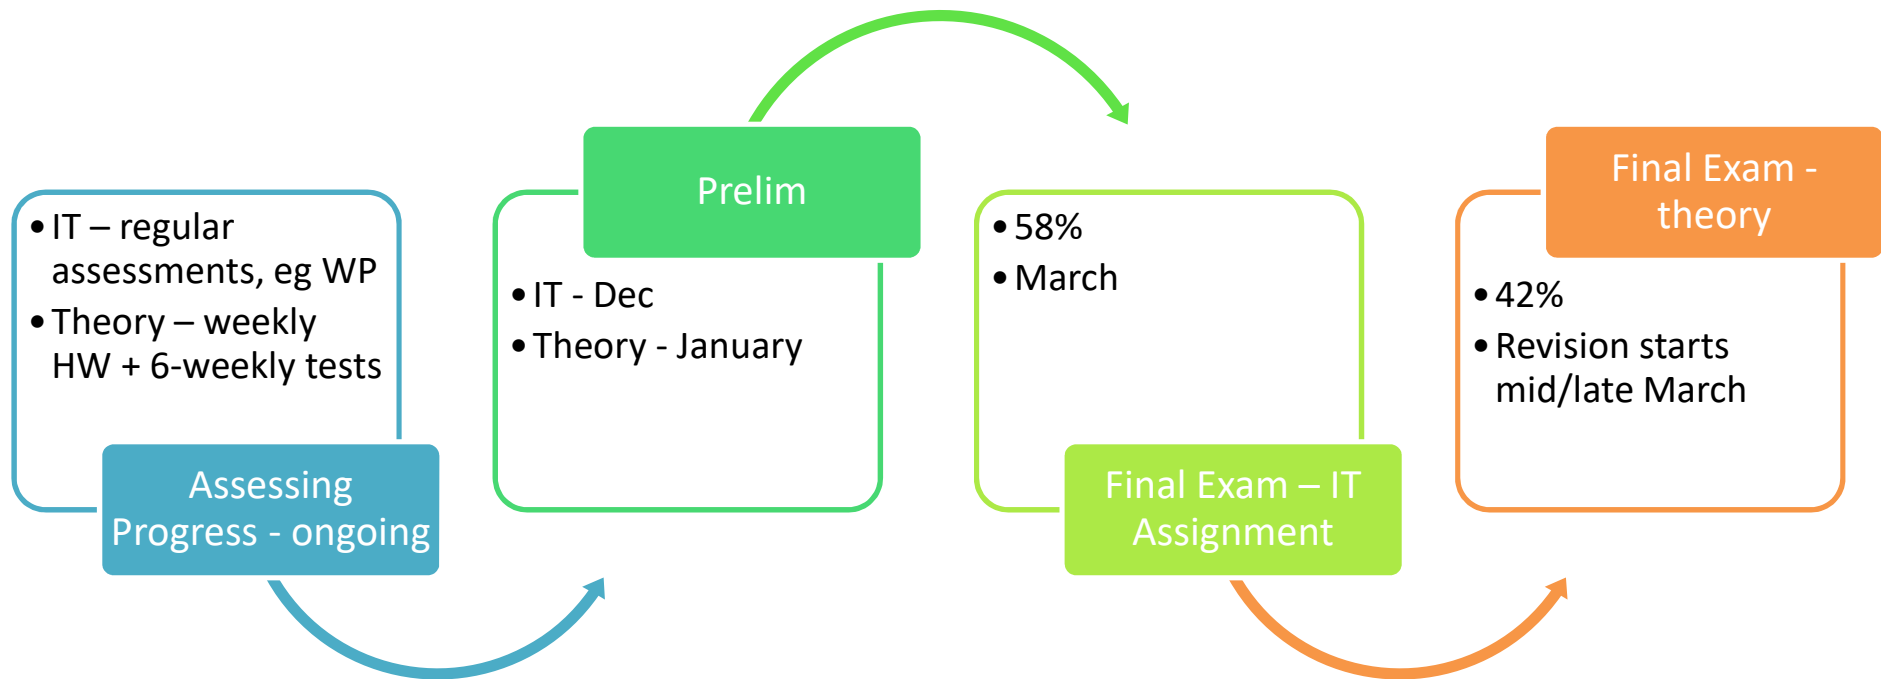 • IT – regular
assessments, eg WP
• Theory – weekly
HW + 6-weekly tests
Assessing
Progress - ongoing
Prelim
• IT - Dec
• Theory - January
• 58%
• March
Final Exam – IT
Assignment
Final Exam -
theory
• 42%
• Revision starts
mid/late March